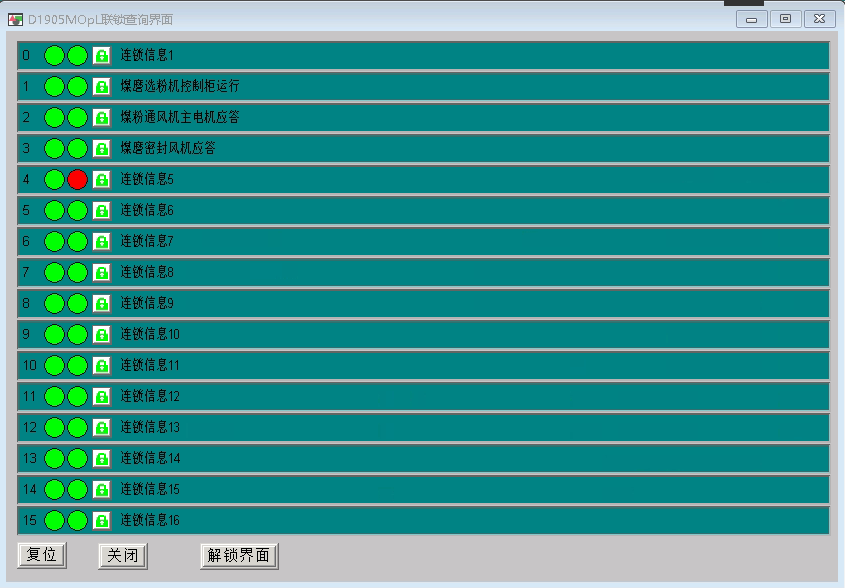 D1905MOpL联锁查询界面
0 连锁信息1
1 煤磨选粉机控制柜运行
2 煤粉通风机主电机应答
3 煤磨密封风机应答
4 连锁信息5
5 连锁信息6
6 连锁信息7
7 连锁信息8
8 连锁信息9
9 连锁信息10
10 连锁信息11
11 连锁信息12
12 连锁信息13
13 连锁信息14
14 连锁信息15
15 连锁信息16
复位 关闭 解锁界面